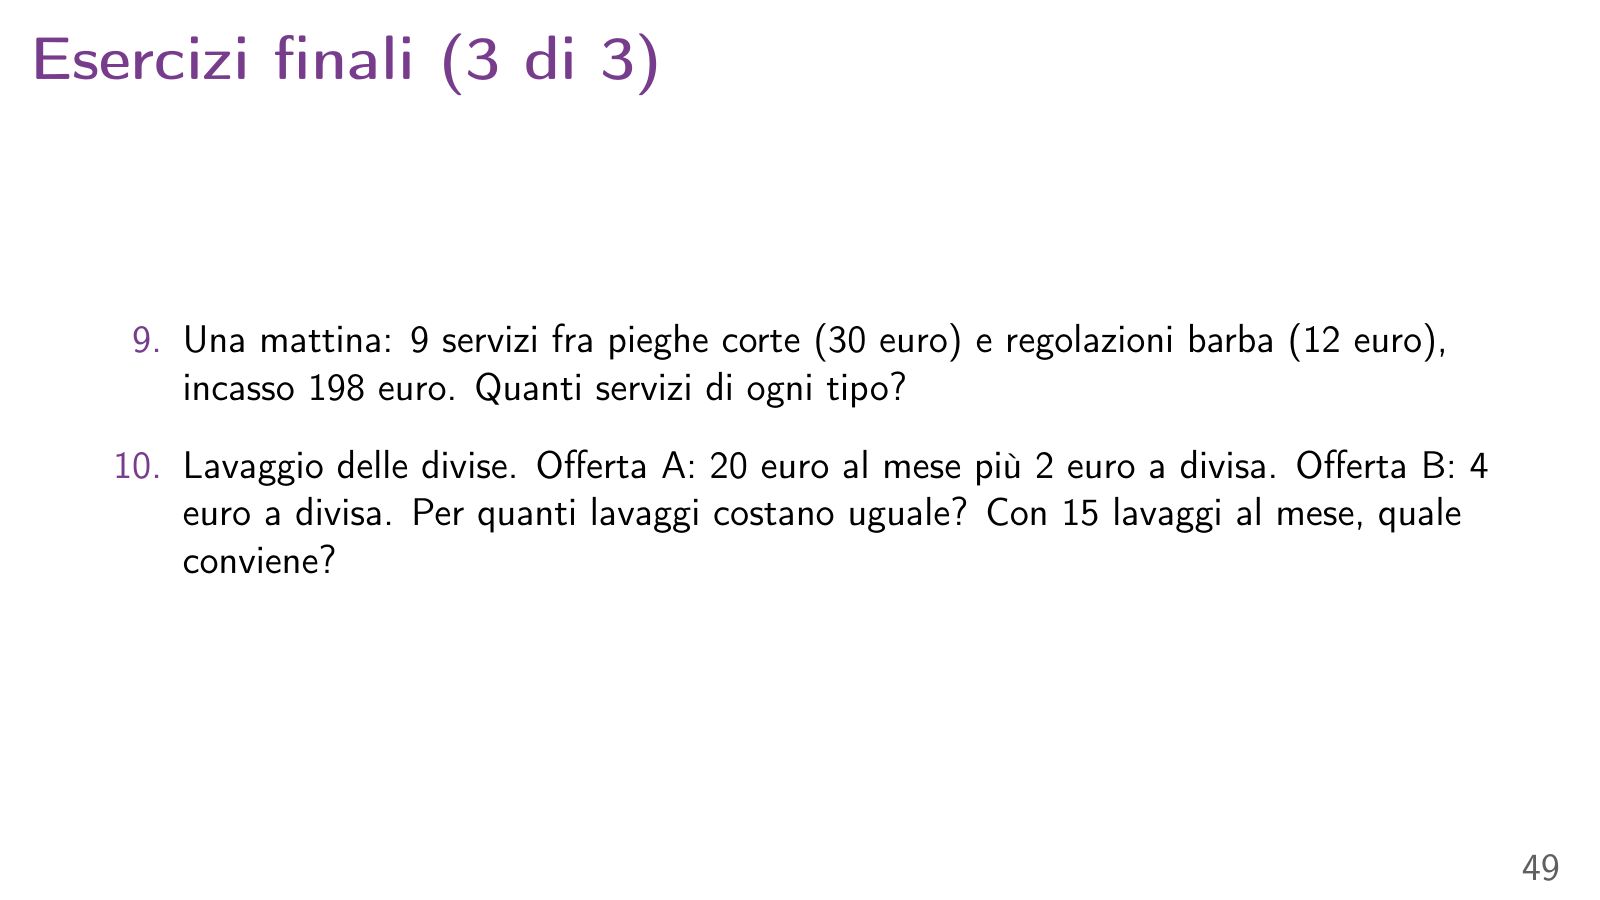 Esercizi finali (3 di 3)
9. Una mattina: 9 servizi fra pieghe corte (30 euro) e regolazioni barba (12 euro),
incasso 198 euro. Quanti servizi di ogni tipo?
10. Lavaggio delle divise. Offerta A: 20 euro al mese più 2 euro a divisa. Offerta B: 4
euro a divisa. Per quanti lavaggi costano uguale? Con 15 lavaggi al mese, quale
conviene?
49